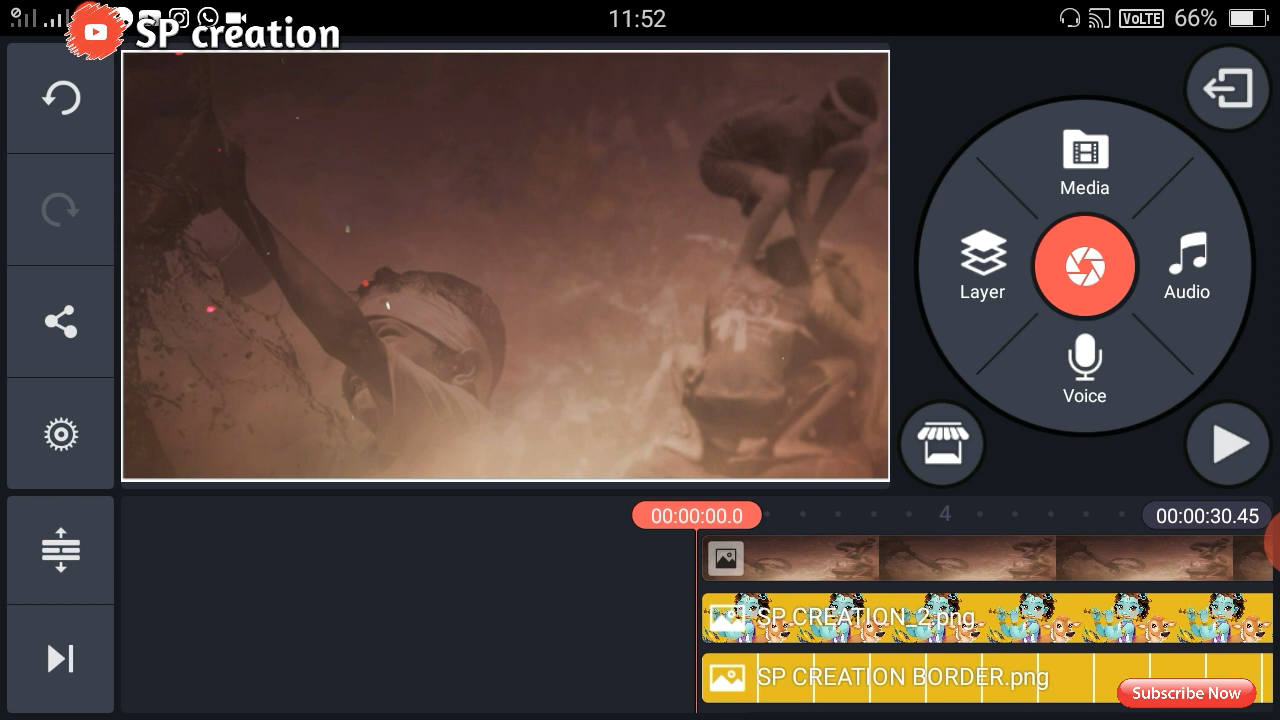 11:52
VoLTE
66%
SP creation
Media
Layer
Audio
Voice
00:00:00.0
4
00:00:30.45
SP CREATION_2.png
SP CREATION BORDER.png
Subscribe Now